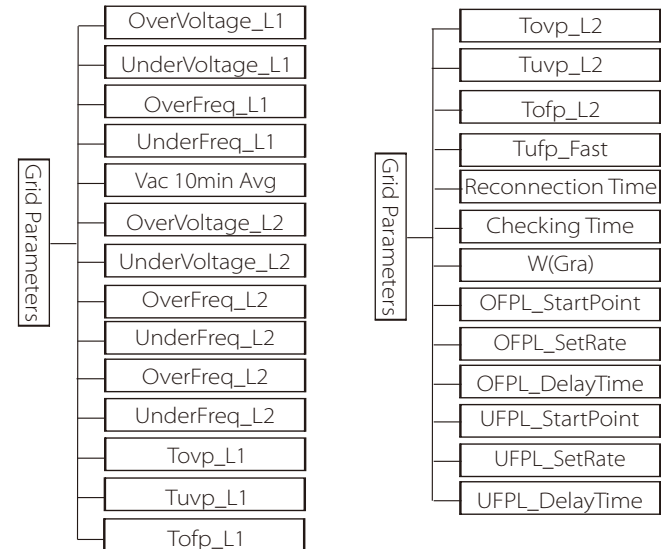 Grid Parameters
OverVoltage_L1
UnderVoltage_L1
OverFreq_L1
UnderFreq_L1
Vac 10min Avg
OverVoltage_L2
UnderVoltage_L2
OverFreq_L2
UnderFreq_L2
OverFreq_L2
UnderFreq_L2
Tovp_L1
Tuvp_L1
Tofp_L1
Grid Parameters
Tovp_L2
Tuvp_L2
Tofp_L2
Tufp_Fast
Reconnection Time
Checking Time
W(Gra)
OFPL_StartPoint
OFPL_SetRate
OFPL_DelayTime
UFPL_StartPoint
UFPL_SetRate
UFPL_DelayTime